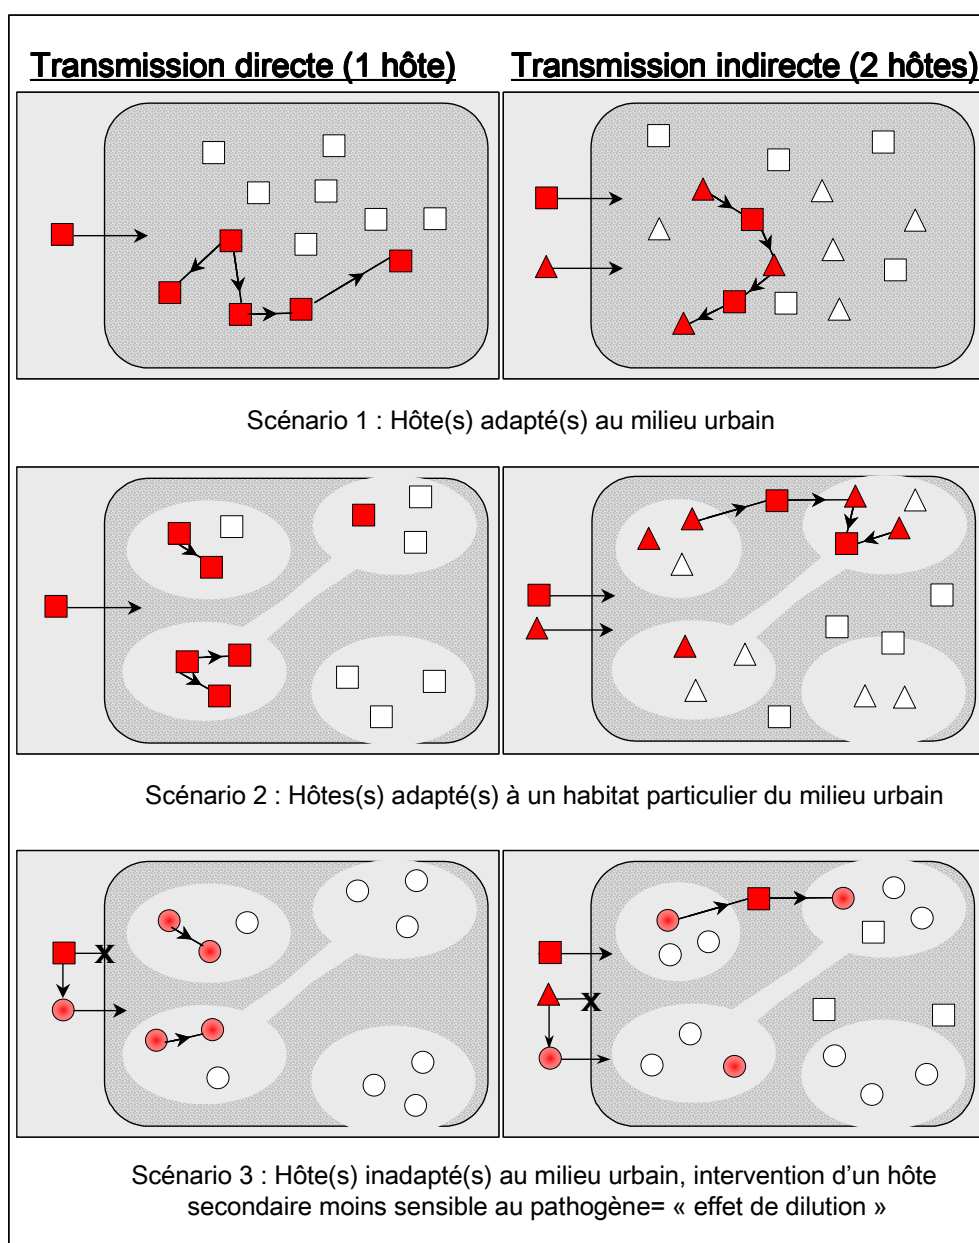 Transmission directe (1 hôte)
Transmission indirecte (2 hôtes)
Scénario 1 : Hôte(s) adapté(s) au milieu urbain
Scénario 2 : Hôtes(s) adapté(s) à un habitat particulier du milieu urbain
X
X
Scénario 3 : Hôte(s) inadapté(s) au milieu urbain, intervention d’un hôte
secondaire moins sensible au pathogène= « effet de dilution »